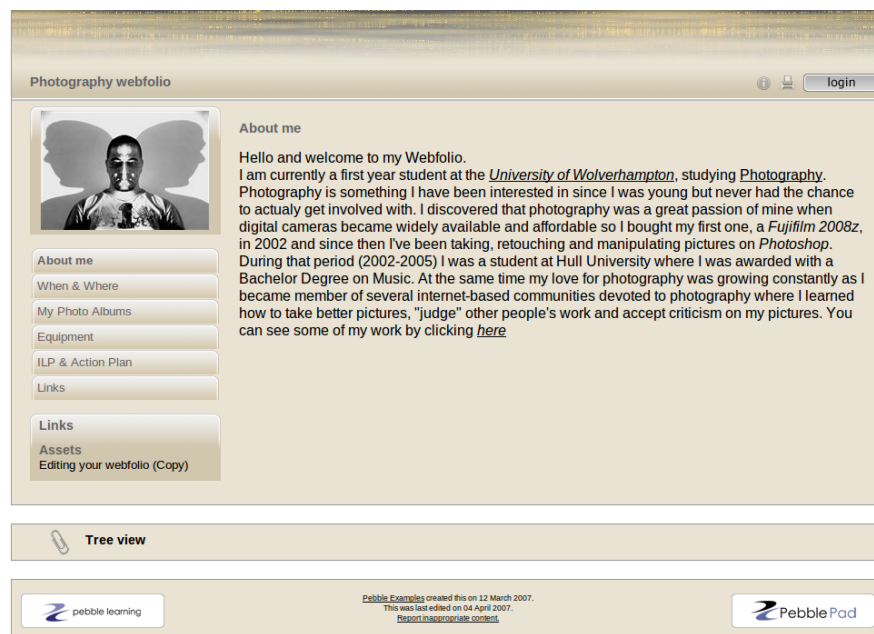 Photography webfolio
login
About me
Hello and welcome to my Webfolio.
I am currently a first year student at the University of Wolverhampton, studying Photography.
Photography is something I have been interested in since I was young but never had the chance
to actualy get involved with. I discovered that photography was a great passion of mine when
digital cameras became widely available and affordable so I bought my first one, a Fujifilm 2008z,
in 2002 and since then I've been taking, retouching and manipulating pictures on Photoshop.
During that period (2002-2005) I was a student at Hull University where I was awarded with a
Bachelor Degree on Music. At the same time my love for photography was growing constantly as I
became member of several internet-based communities devoted to photography where I learned
how to take better pictures, "judge" other people's work and accept criticism on my pictures. You
can see some of my work by clicking here
About me
When & Where
My Photo Albums
Equipment
ILP & Action Plan
Links
Links
Assets
Editing your webfolio (Copy)
Tree view
pebble learning
Pebble Examples created this on 12 March 2007.
This was last edited on 04 April 2007.
Report inappropriate content.
Pebble Pad